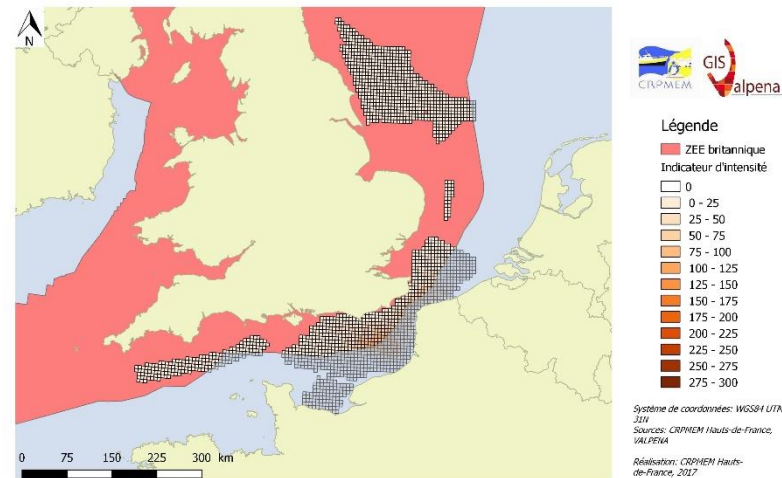 N
CRPMEM
GIS
valpena
Légende
ZEE britannique
Indicateur d'intensité
0
0 - 25
25 - 50
50 - 75
75 - 100
100 - 125
125 - 150
150 - 175
175 - 200
200 - 225
225 - 250
250 - 275
275 - 300
Système de coordonnées: WGS84 UTM
31N
Sources: CRPMEM Hauts-de-France,
VALPENA
Réalisation: CRPMEM Hauts-
de-France, 2017
0 75 150 225 300 km